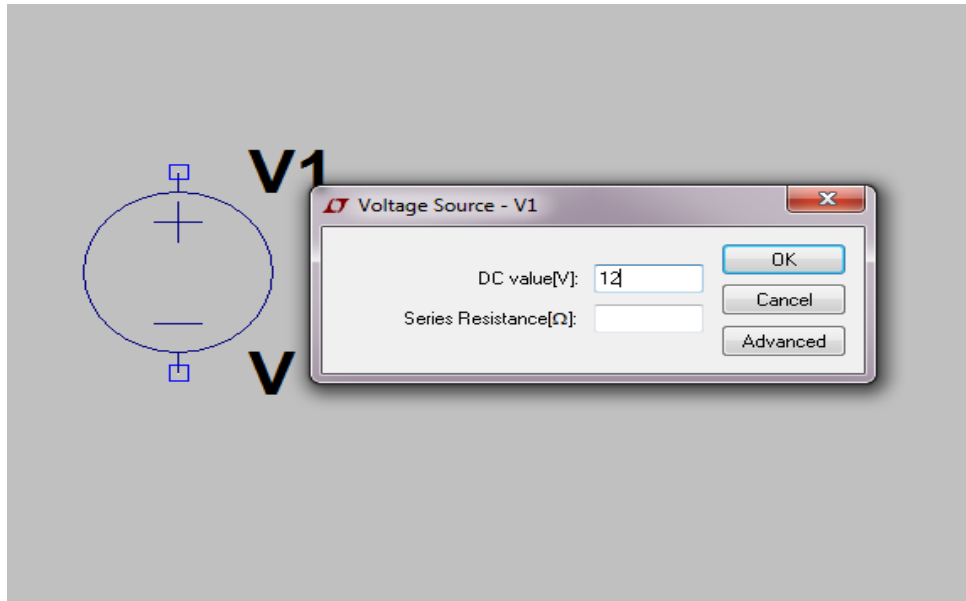 V1
Voltage Source - V1
DC value[V]: 12
OK
Series Resistance[Ω]:
Cancel
Advanced
V